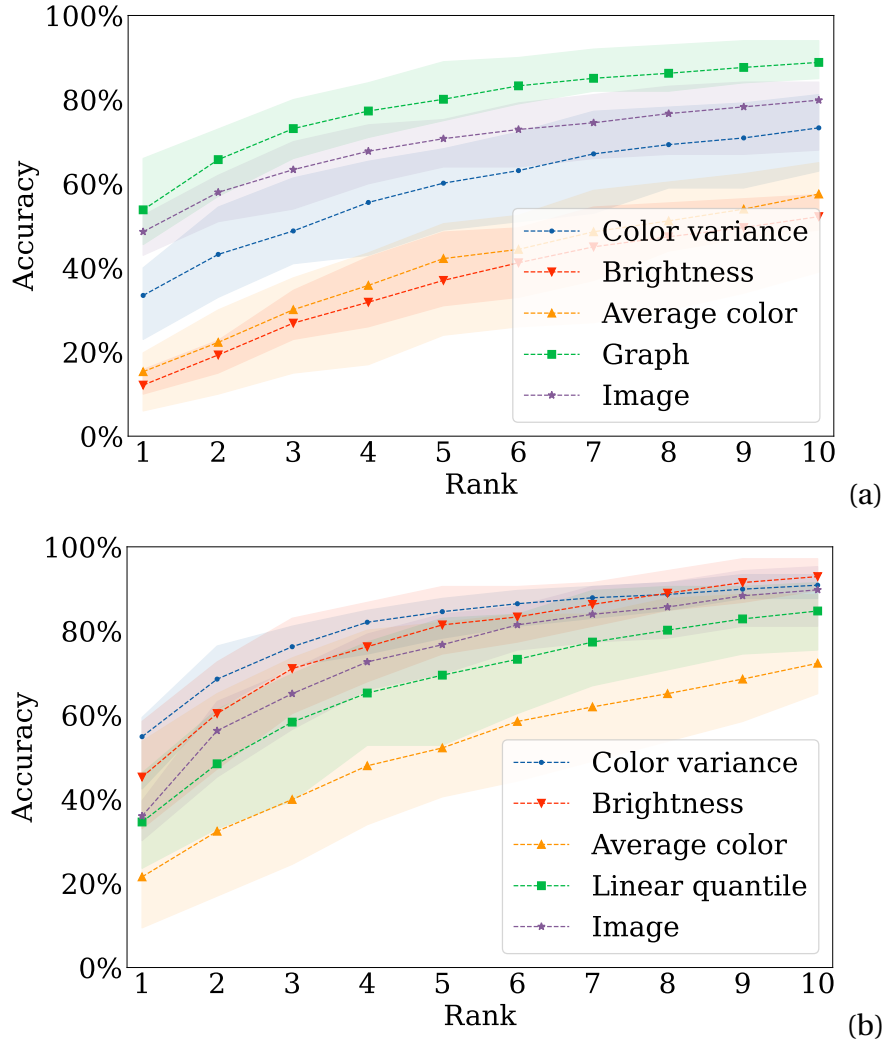 100%
80%
60%
40%
20%
0%
Accuracy
1 2 3 4 5 6 7 8 9 10
Rank
Color variance
Brightness
Average color
Graph
Image
(a)
100%
80%
60%
40%
20%
0%
Accuracy
1 2 3 4 5 6 7 8 9 10
Rank
Color variance
Brightness
Average color
Linear quantile
Image
(b)